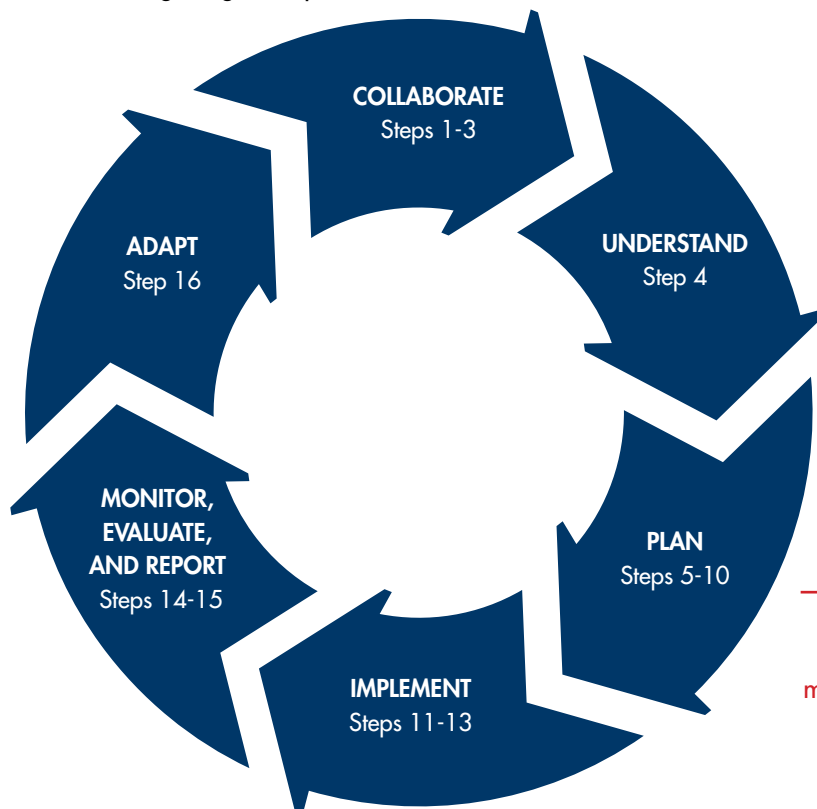 COLLABORATE
Steps 1-3
UNDERSTAND
Step 4
PLAN
Steps 5-10
IMPLEMENT
Steps 11-13
MONITOR,
EVALUATE,
AND REPORT
Steps 14-15
ADAPT
Step 16